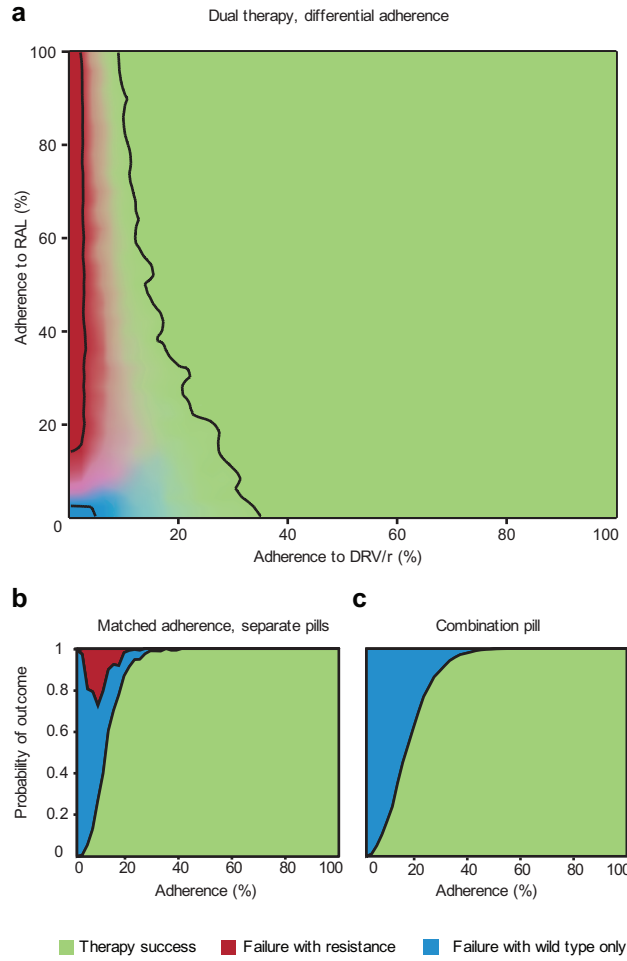 a
Dual therapy, differential adherence
100
80
60
40
20
0
Adherence to RAL (%)
20
40
60
80
100
Adherence to DRV/r (%)
b
Matched adherence, separate pills
1
0.8
0.6
0.4
0.2
0
Probability of outcome
0
20
40
60
80
100
Adherence (%)
c
Combination pill
0
20
40
60
80
100
Adherence (%)
Therapy success
Failure with resistance
Failure with wild type only